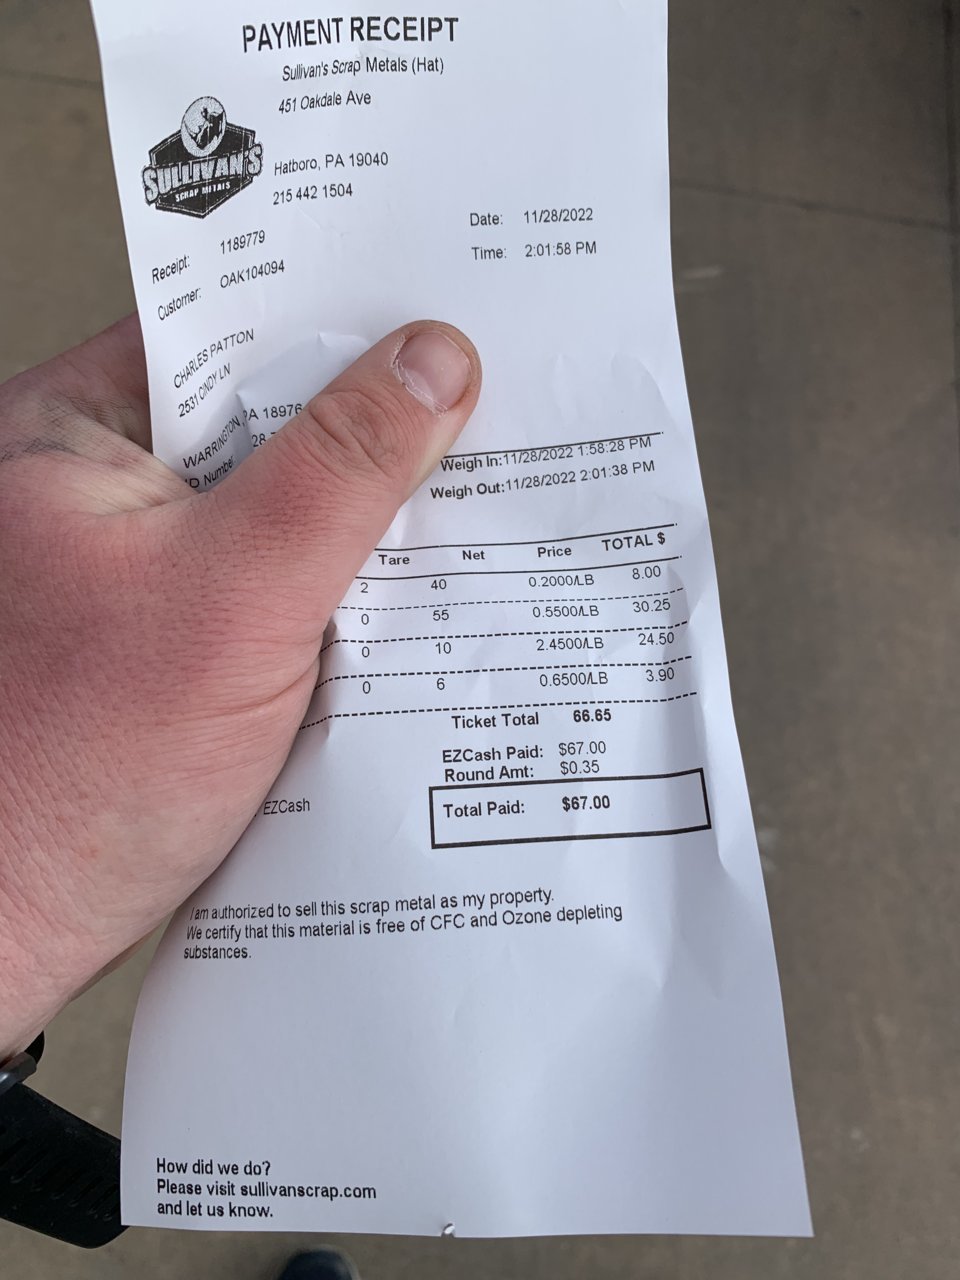 PAYMENT RECEIPT
Sullivan's Scrap Metals (Hat)
451 Oakdale Ave
SULLIVAN'S
SCRAP METALS
Hatboro, PA 19040
215 442 1504
Date: 11/28/2022
Time: 2:01:58 PM
Receipt: 1189779
Customer: OAK104094
CHARLES PATTON
2531 CINDY LN
WARRINGTON, PA 18976
Number 28
Weigh In:11/28/2022 1:58:28 PM
Weigh Out:11/28/2022 2:01:38 PM
Tare Net Price TOTAL $
2 40 0.2000/LB 8.00
0 55 0.5500/LB 30.25
0 10 2.4500/LB 24.50
0 6 0.6500/LB 3.90
Ticket Total 66.65
EZCash Paid: $67.00
Round Amt: $0.35
EZCash
Total Paid: $67.00
I am authorized to sell this scrap metal as my property.
We certify that this material is free of CFC and Ozone depleting
substances.
How did we do?
Please visit sullivanscrap.com
and let us know.